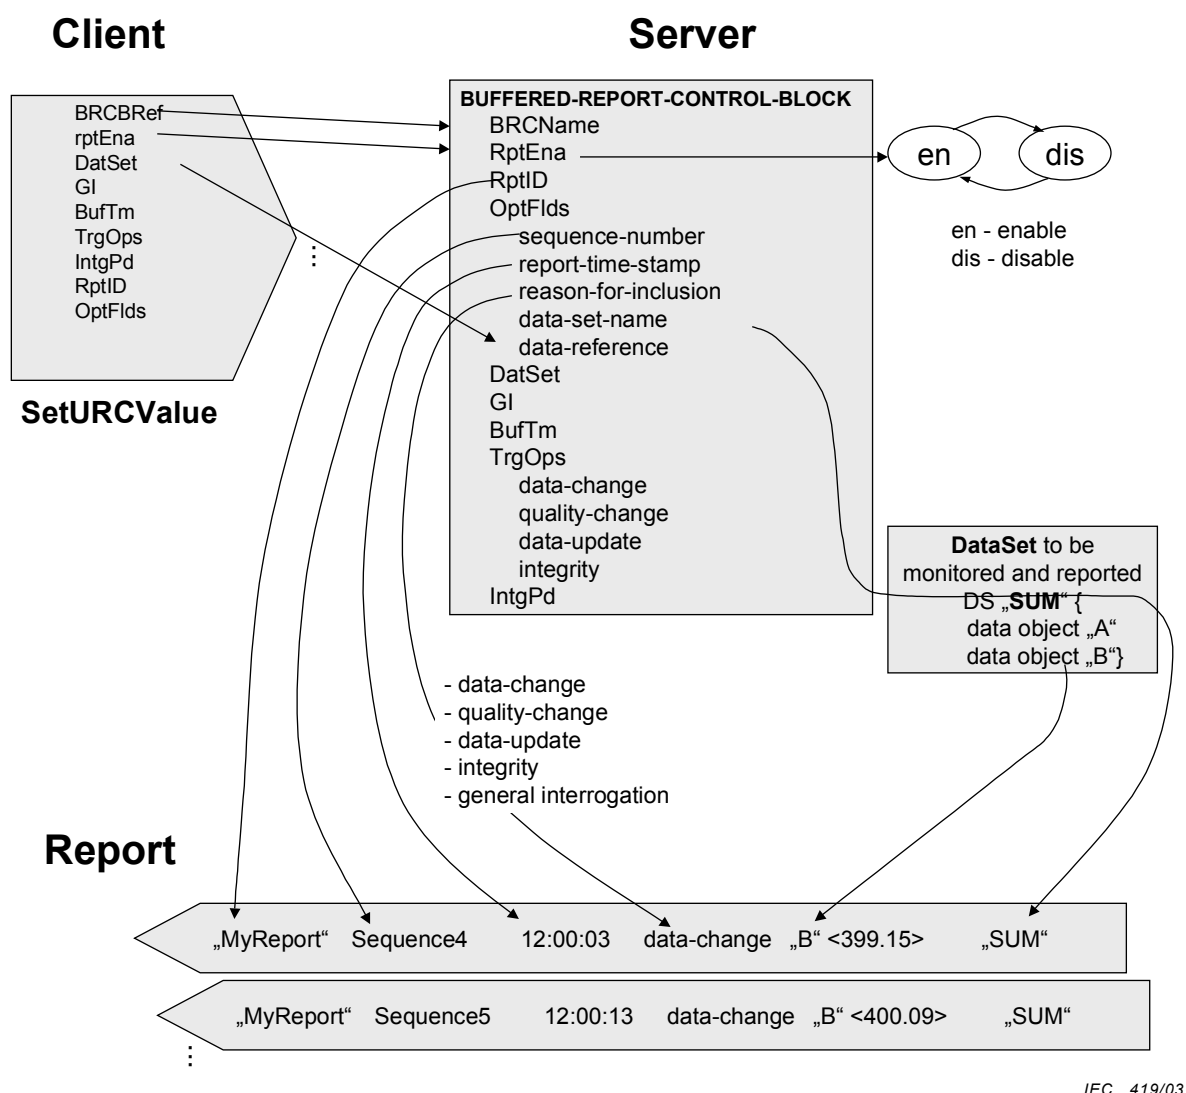 Client
Server
BRCBRef
rptEna
DatSet
GI
BufTm
TrgOps
IntgPd
RptID
OptFlds
...
SetURCValue
BUFFERED-REPORT-CONTROL-BLOCK
BRCName
RptEna
RptID
OptFlds
sequence-number
report-time-stamp
reason-for-inclusion
data-set-name
data-reference
DatSet
GI
BufTm
TrgOps
data-change
quality-change
data-update
integrity
IntgPd
en
dis
en - enable
dis - disable
DataSet to be
monitored and reported
DS „SUM“ {
data object „A“
data object „B“}
- data-change
- quality-change
- data-update
- integrity
- general interrogation
Report
„MyReport“ Sequence4 12:00:03 data-change „B“ <399.15> „SUM“
„MyReport“ Sequence5 12:00:13 data-change „B“ <400.09> „SUM“
...
IEC 419/03